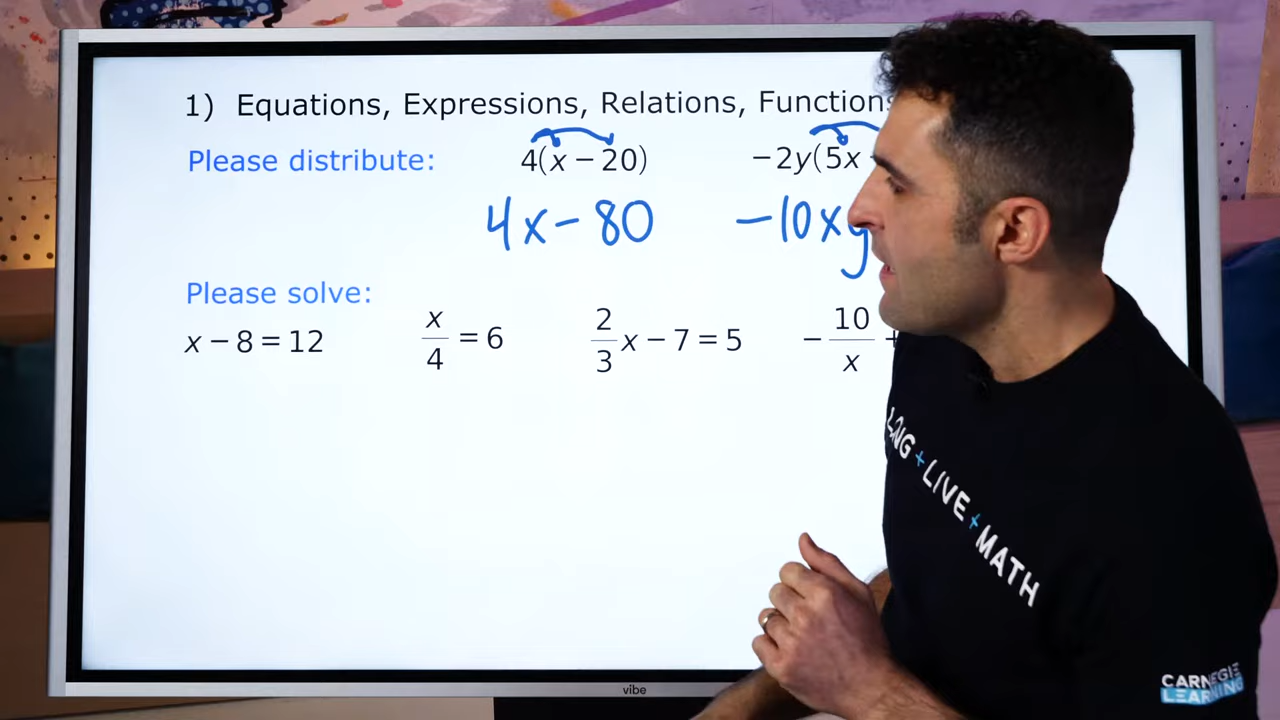 1) Equations, Expressions, Relations, Functions
Please distribute: 4(x − 20) −2y(5x
4x − 80 −10xy
Please solve:
x − 8 = 12 x/4 = 6 2/3 x − 7 = 5 − 10/x +
LONG + LIVE + MATH
CARNEGIE
LEARNING
vibe